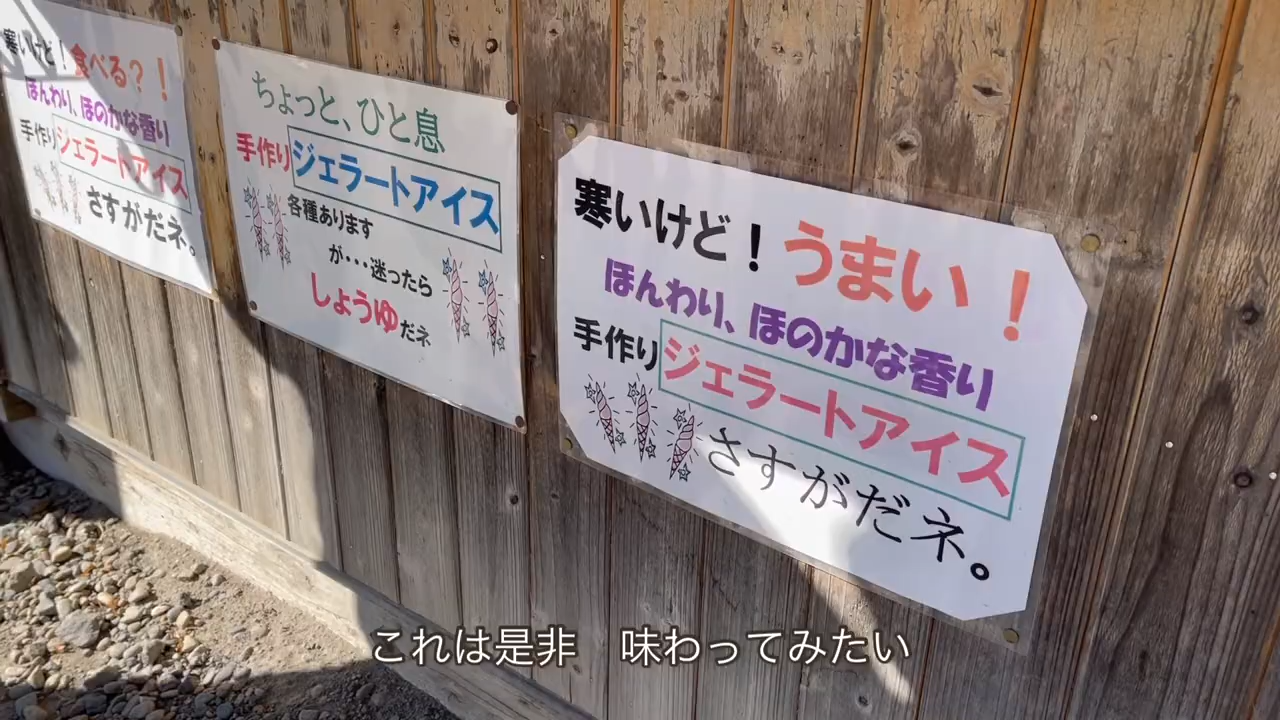 寒いけど！食べる？！
ほんわり、ほのかな香り
手作りジェラートアイス
さすがだネ。
ちょっと、ひと息
手作りジェラートアイス
各種あります
が・・・迷ったら
しょうゆだネ
寒いけど！うまい！
ほんわり、ほのかな香り
手作りジェラートアイス
さすがだネ。
これは是非　味わってみたい